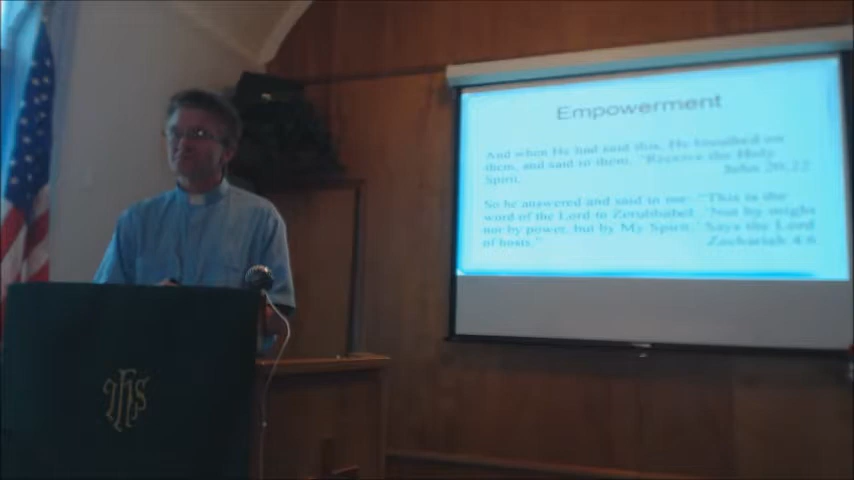 Empowerment
And when He had said this, He breathed on
them, and said to them, "Receive the Holy
Spirit.
John 20:22
So he answered and said to me: "This is the
word of the Lord to Zerubbabel: 'Not by might
nor by power, but by My Spirit,' Says the Lord
of hosts."
Zechariah 4:6
IHS